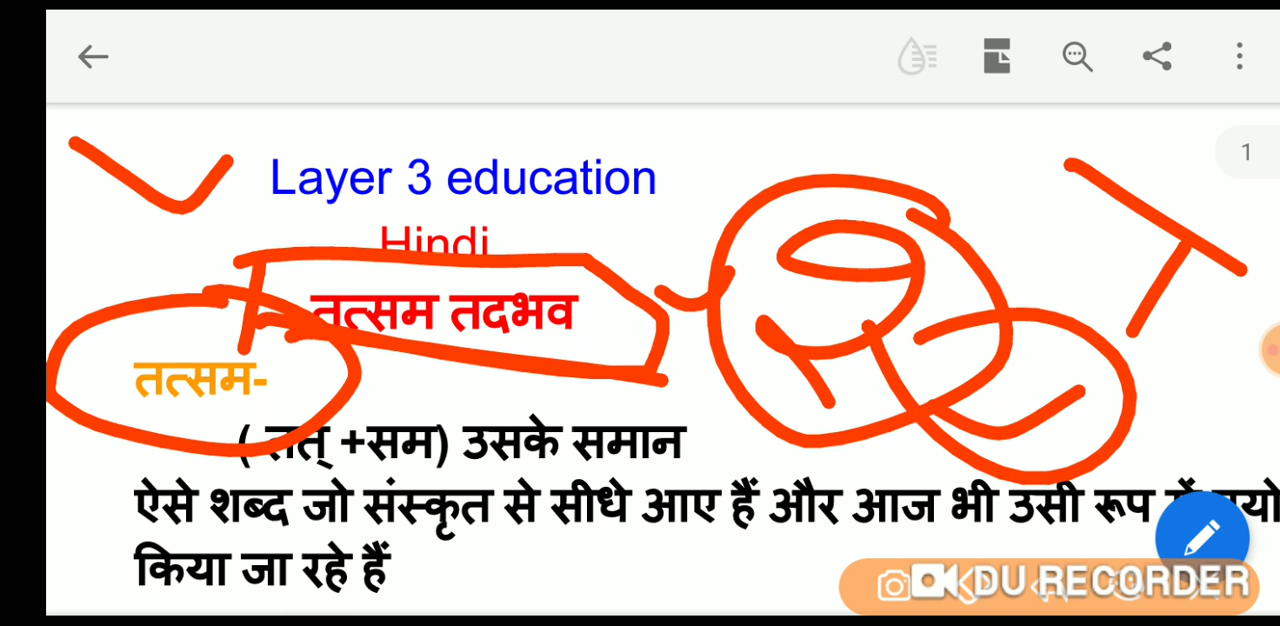 1
Layer 3 education
Hindi
तत्सम तदभव
तत्सम-
( तत् +सम) उसके समान
ऐसे शब्द जो संस्कृत से सीधे आए हैं और आज भी उसी रूप
किया जा रहे हैं
DU RECORDER